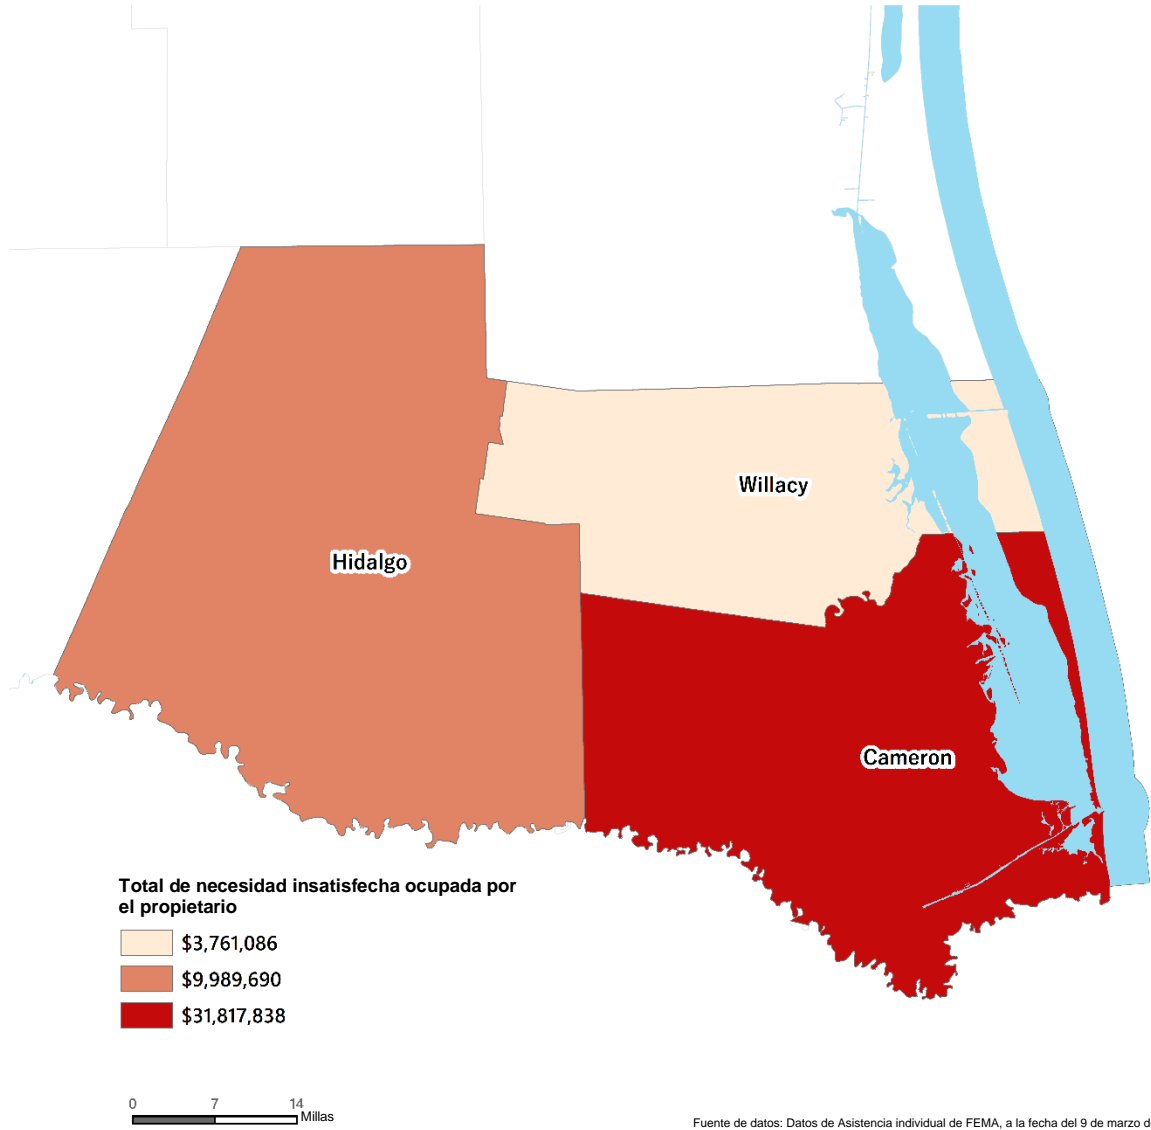 Willacy
Hidalgo
Cameron
Total de necesidad insatisfecha ocupada por
el propietario
$3,761,086
$9,989,690
$31,817,838
0 7 14
Millas
Fuente de datos: Datos de Asistencia individual de FEMA, a la fecha del 9 de marzo d